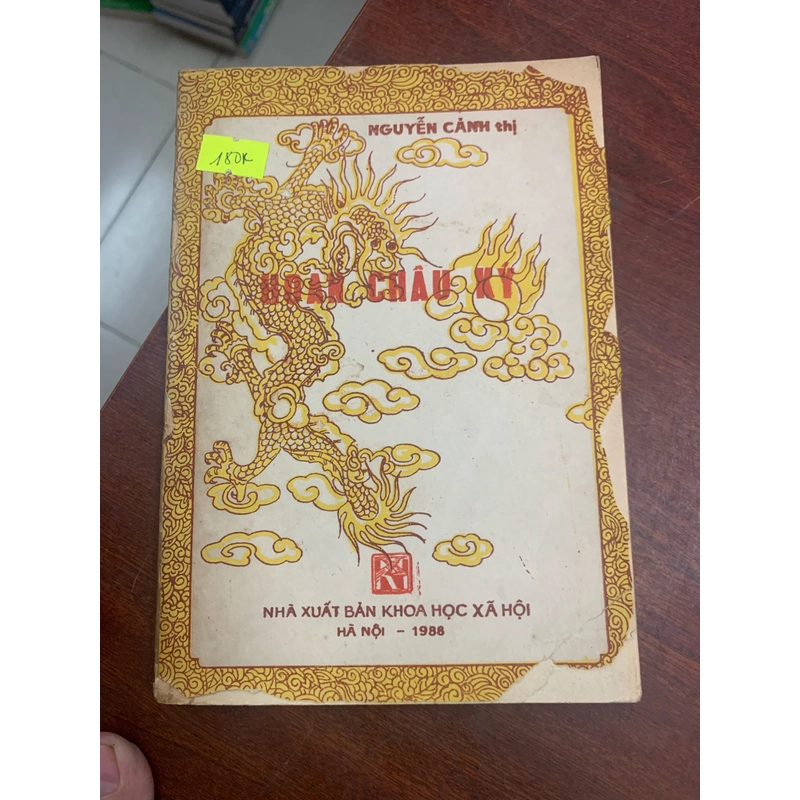 NGUYỄN CẢNH thị
180K
HOAN CHÂU KÝ
NHÀ XUẤT BẢN KHOA HỌC XÃ HỘI
HÀ NỘI - 1988